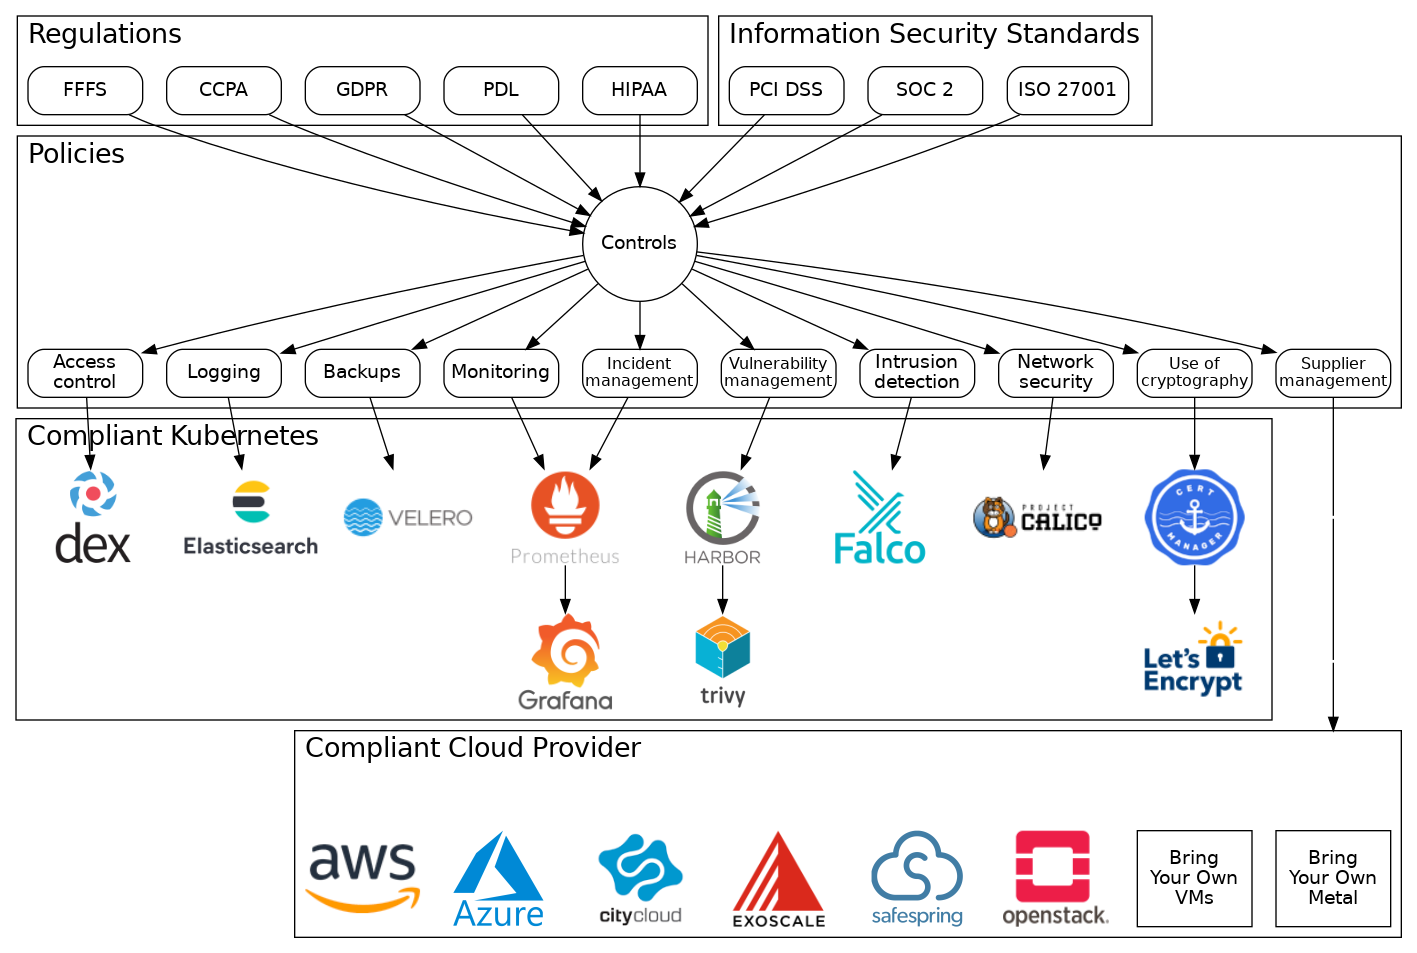 Regulations
Information Security Standards
FFFS
CCPA
GDPR
PDL
HIPAA
PCI DSS
SOC 2
ISO 27001
Policies
Controls
Access
control
Logging
Backups
Monitoring
Incident
management
Vulnerability
management
Intrusion
detection
Network
security
Use of
cryptography
Supplier
management
Compliant Kubernetes
dex
Elasticsearch
VELERO
Prometheus
HARBOR
Falco
PROJECT
CALICO
CERT
MANAGER
Grafana
trivy
Let's
Encrypt
Compliant Cloud Provider
aws
Azure
citycloud
EXOSCALE
safespring
openstack.
Bring
Your Own
VMs
Bring
Your Own
Metal